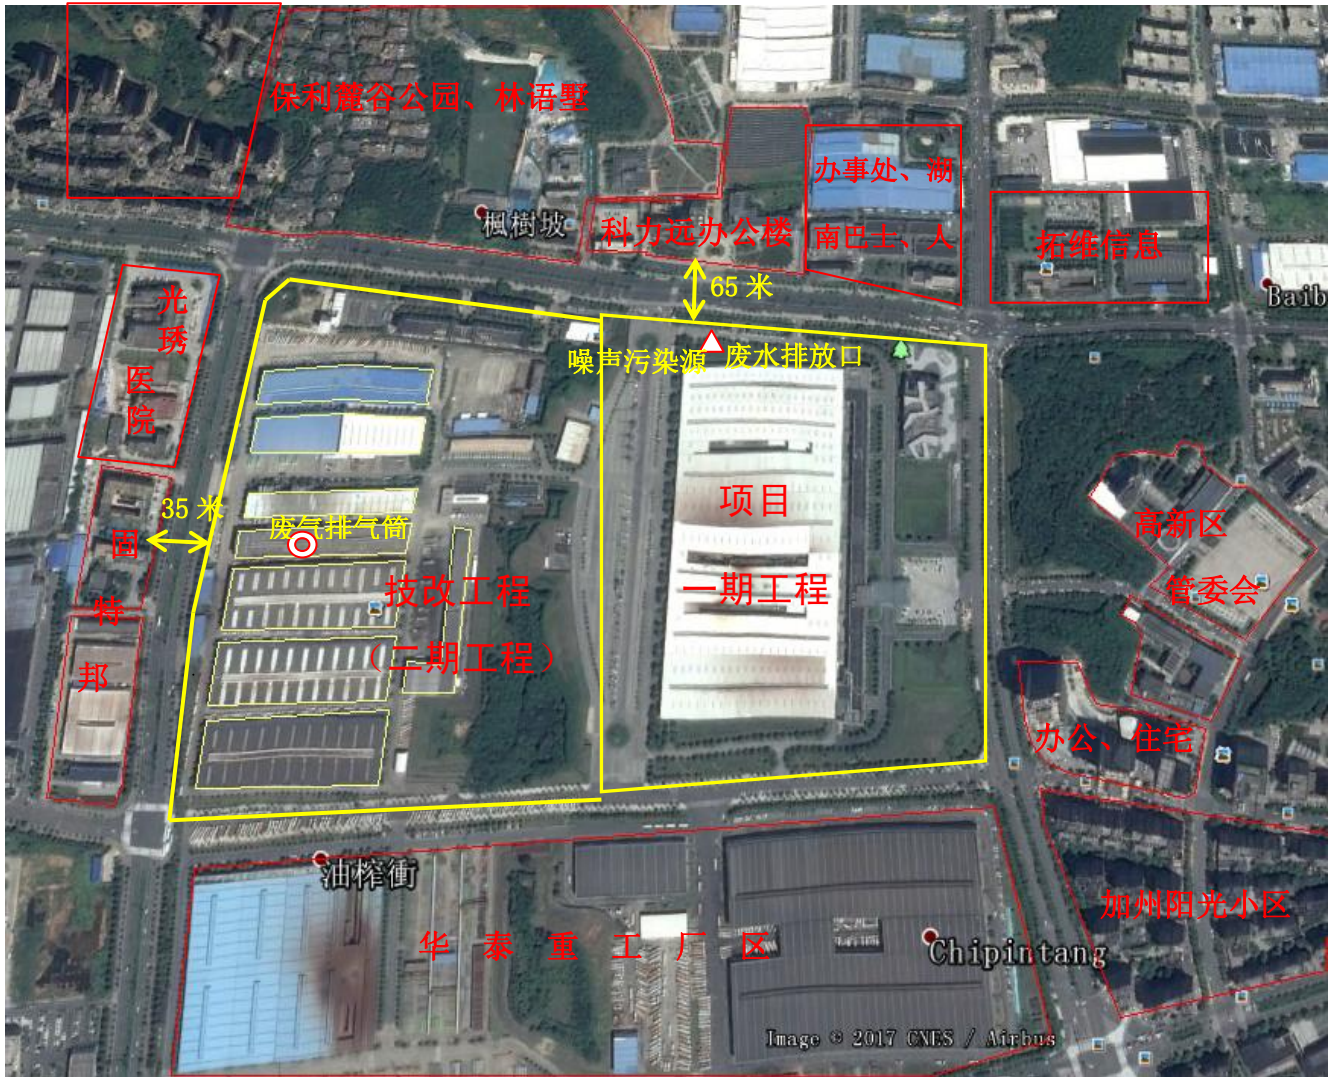 保利麓谷公园、林语墅
办事处、湖
南巴士、人
楓樹坡
科力远办公楼
拓维信息
65 米
Baib
光
琇
医
院
噪声污染源
废水排放口
项目
一期工程
35 米
废气排气筒
固
特
邦
技改工程
（二期工程）
高新区
管委会
办公、住宅
油榨衝
加州阳光小区
华泰重工厂区
Chipintang
Image © 2017 CNES / Airbus